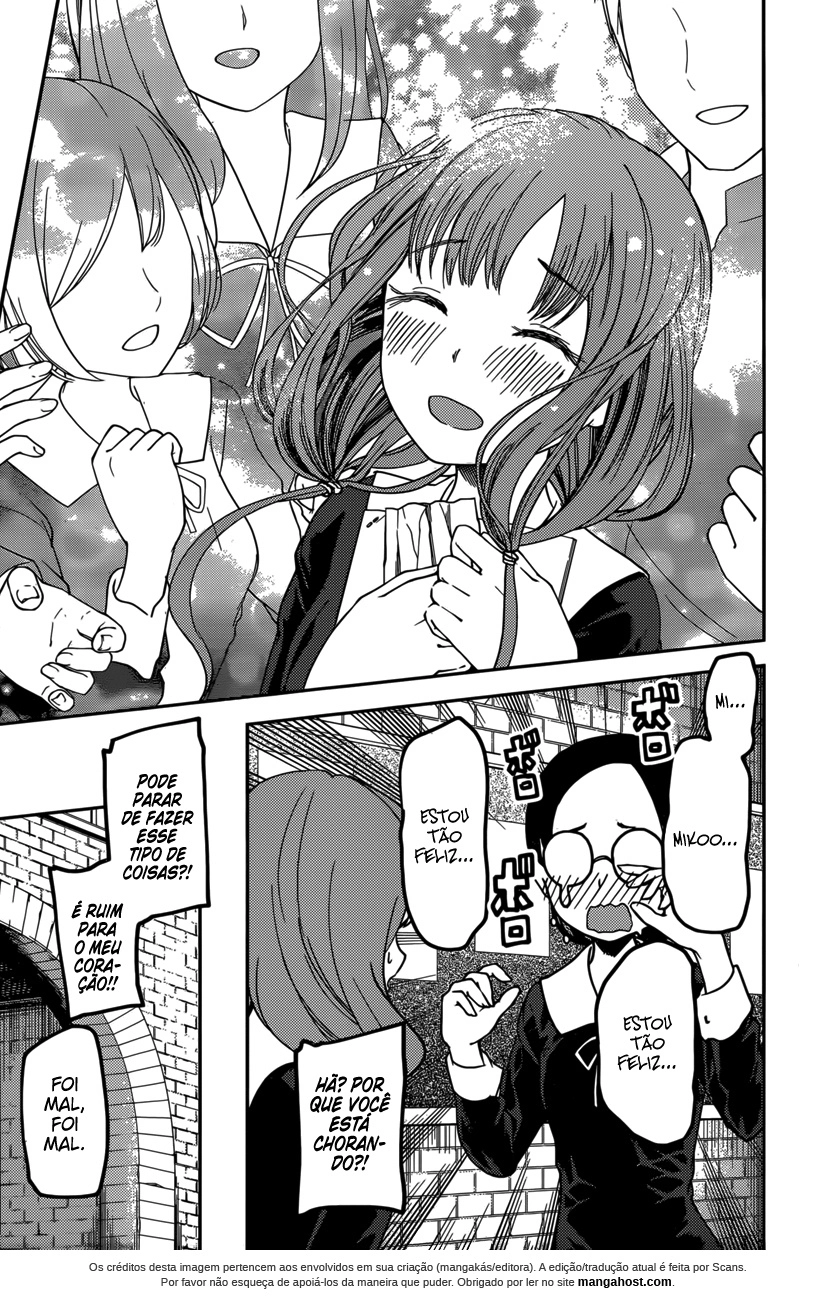 MI...
MIKOO...
ボロ
ボロ
ボロ
ESTOU
TÃO
FELIZ...
ESTOU
TÃO
FELIZ...
HÃ? POR
QUE VOCÊ
ESTÁ
CHORAN-
DO?!
PODE
PARAR
DE FAZER
ESSE
TIPO DE
COISAS?!
É RUIM
PARA
O MEU
CORA-
ÇÃO!!
FOI
MAL,
FOI
MAL.
Os créditos desta imagem pertencem aos envolvidos em sua criação (mangakás/editora). A edição/tradução atual é feita por Scans.
Por favor não esqueça de apoiá-los da maneira que puder. Obrigado por ler no site mangahost.com.